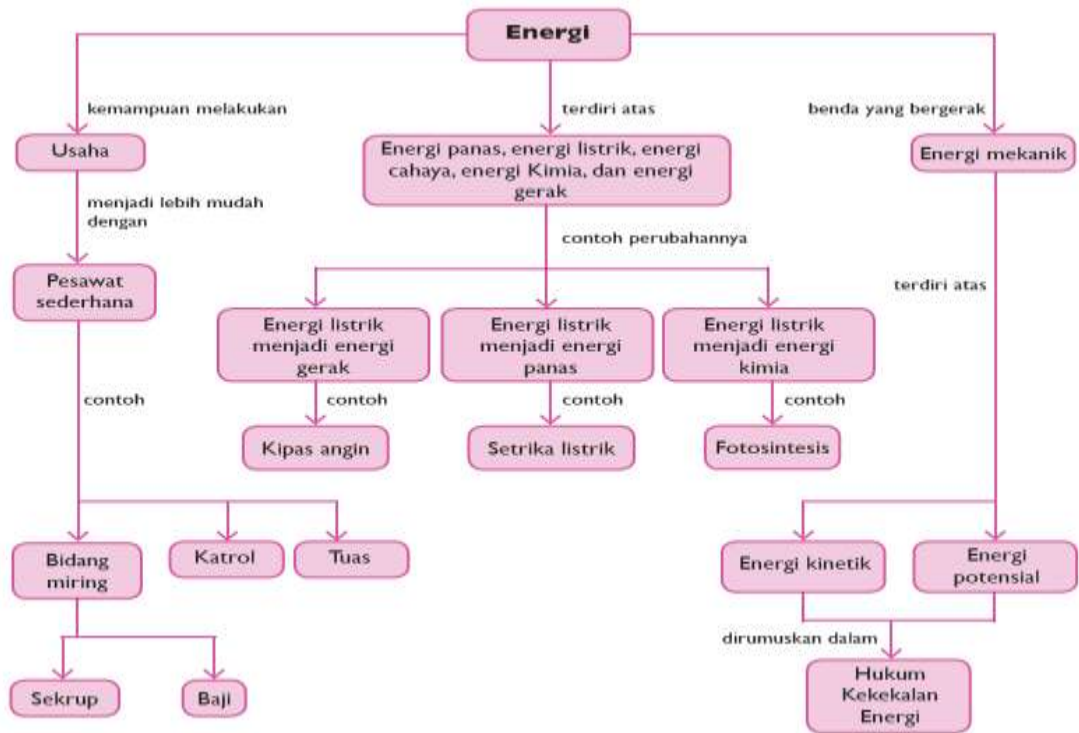 Energi
kemampuan melakukan
terdiri atas
benda yang bergerak
Usaha
Energi panas, energi listrik, energi
cahaya, energi Kimia, dan energi
gerak
Energi mekanik
menjadi lebih mudah
dengan
contoh perubahannya
Pesawat
sederhana
terdiri atas
Energi listrik
menjadi energi
gerak
Energi listrik
menjadi energi
panas
Energi listrik
menjadi energi
kimia
contoh
contoh
contoh
contoh
Kipas angin
Setrika listrik
Fotosintesis
Bidang
miring
Katrol
Tuas
Energi kinetik
Energi
potensial
dirumuskan dalam
Sekrup
Baji
Hukum
Kekekalan
Energi